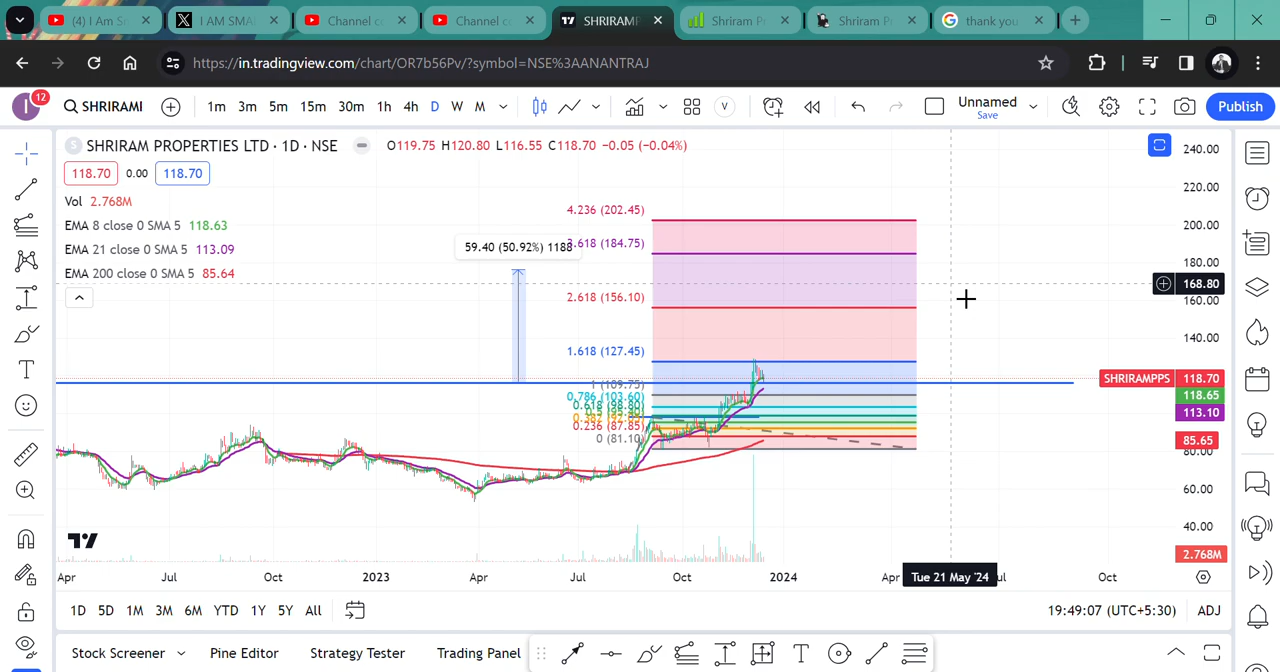 (4) I Am So
I AM SMA
Channel c
Channel c
SHRIRAMP
Shriram Pr
Shriram P
thank you
https://in.tradingview.com/chart/OR7b56Pv/?symbol=NSE%3AANANTRAJ
I 12 SHRIRAMI 1m 3m 5m 15m 30m 1h 4h D W M V Unnamed Save Publish
SHRIRAM PROPERTIES LTD · 1D · NSE O119.75 H120.80 L116.55 C118.70 −0.05 (−0.04%)
118.70 0.00 118.70
Vol 2.768M
EMA 8 close 0 SMA 5 118.63
EMA 21 close 0 SMA 5 113.09
EMA 200 close 0 SMA 5 85.64
59.40 (50.92%) 1188
4.236 (202.45)
3.618 (184.75)
2.618 (156.10)
1.618 (127.45)
1 (109.75)
0.786 (103.60)
0.618 (98.80)
0.236 (87.85)
0 (81.10)
240.00
220.00
200.00
180.00
168.80
160.00
140.00
SHRIRAMPPS 118.70
118.65
113.10
85.65
80.00
60.00
40.00
2.768M
Apr Jul Oct 2023 Apr Jul Oct 2024 Apr Tue 21 May '24 ul Oct
1D 5D 1M 3M 6M YTD 1Y 5Y All 19:49:07 (UTC+5:30) ADJ
Stock Screener Pine Editor Strategy Tester Trading Panel